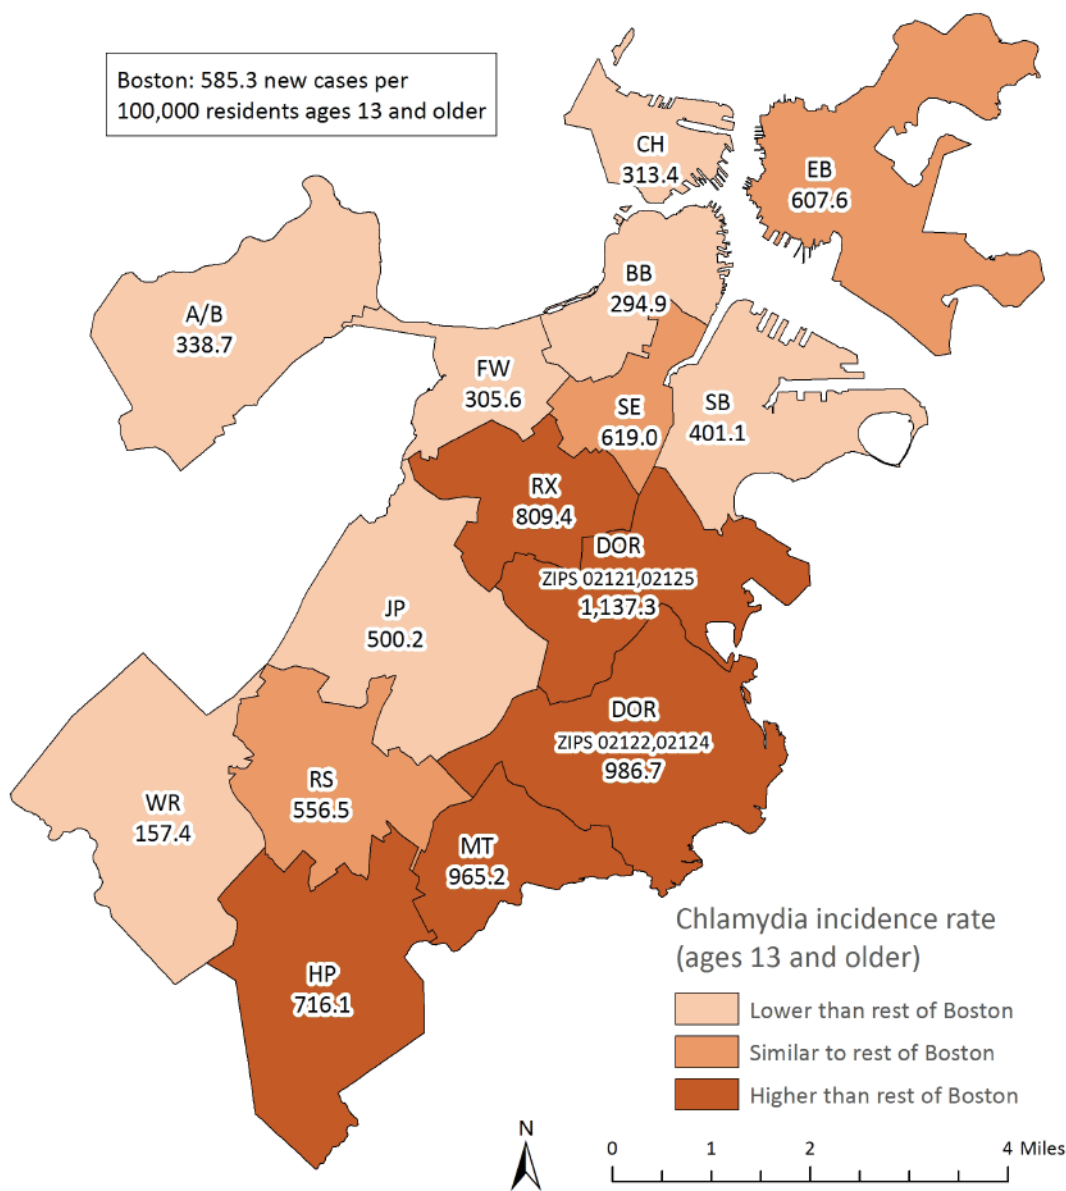 Boston: 585.3 new cases per
100,000 residents ages 13 and older
CH
313.4
EB
607.6
BB
294.9
A/B
338.7
FW
305.6
SE
619.0
SB
401.1
RX
809.4
DOR
ZIPS 02121,02125
1,137.3
JP
500.2
DOR
ZIPS 02122,02124
986.7
RS
556.5
WR
157.4
MT
965.2
HP
716.1
Chlamydia incidence rate
(ages 13 and older)
Lower than rest of Boston
Similar to rest of Boston
Higher than rest of Boston
N
0 1 2 4 Miles